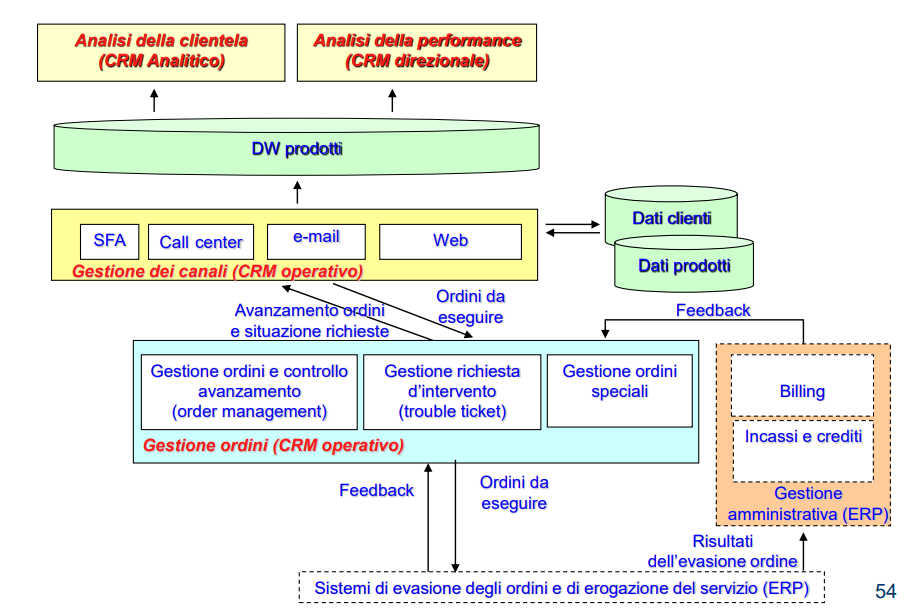 Analisi della clientela
(CRM Analitico)
Analisi della performance
(CRM direzionale)
DW prodotti
SFA
Call center
e-mail
Web
Gestione dei canali (CRM operativo)
Dati clienti
Dati prodotti
Avanzamento ordini
e situazione richieste
Ordini da
eseguire
Feedback
Gestione ordini e controllo
avanzamento
(order management)
Gestione richiesta
d'intervento
(trouble ticket)
Gestione ordini
speciali
Gestione ordini (CRM operativo)
Billing
Incassi e crediti
Gestione
amministrativa (ERP)
Feedback
Ordini da
eseguire
Risultati
dell'evasione ordine
Sistemi di evasione degli ordini e di erogazione del servizio (ERP)
54